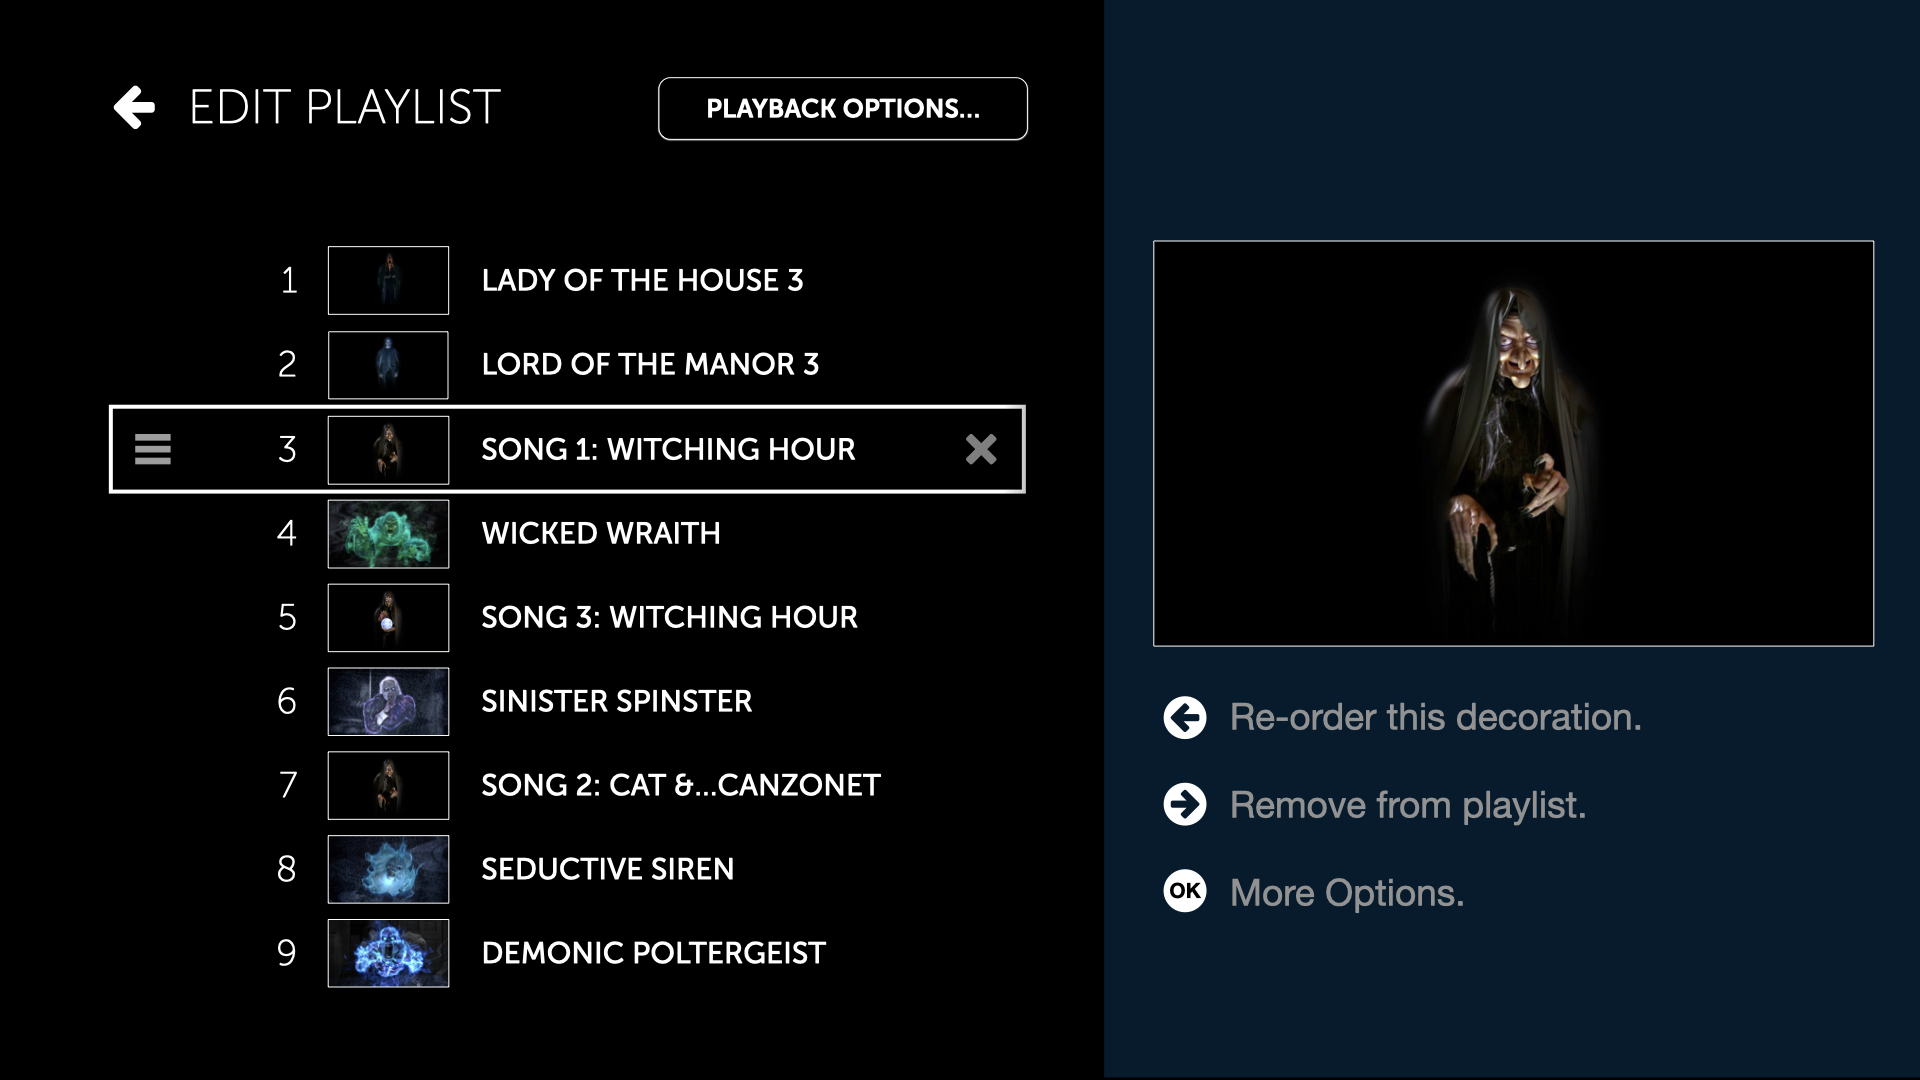 EDIT PLAYLIST
PLAYBACK OPTIONS...
1 LADY OF THE HOUSE 3
2 LORD OF THE MANOR 3
3 SONG 1: WITCHING HOUR
4 WICKED WRAITH
5 SONG 3: WITCHING HOUR
6 SINISTER SPINSTER
7 SONG 2: CAT &...CANZONET
8 SEDUCTIVE SIREN
9 DEMONIC POLTERGEIST
Re-order this decoration.
Remove from playlist.
OK More Options.